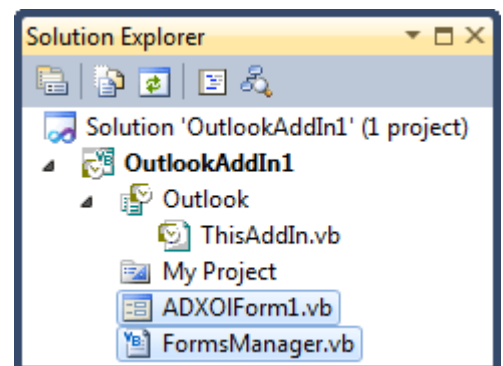 Solution Explorer
Solution 'OutlookAddIn1' (1 project)
OutlookAddIn1
Outlook
ThisAddIn.vb
My Project
ADXOlForm1.vb
FormsManager.vb